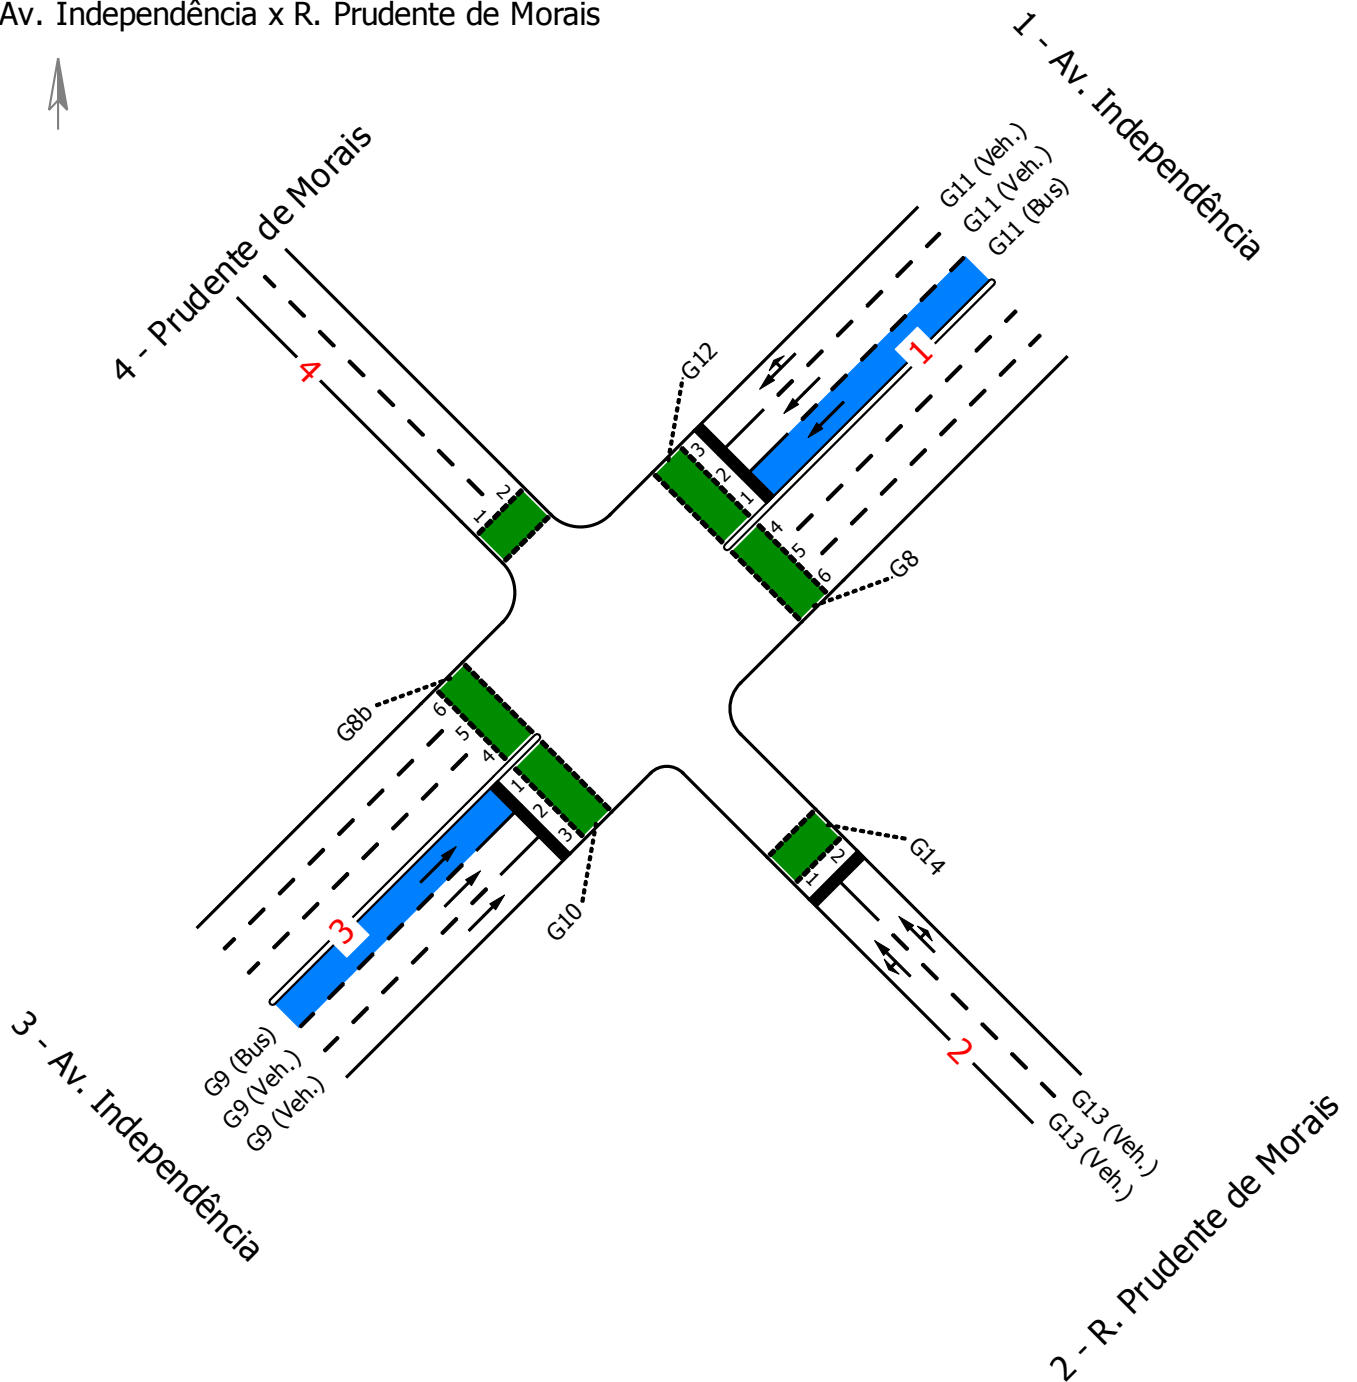 Av. Independência x R. Prudente de Morais
1 - Av. Independência
G11 (Veh.)
G11 (Veh.)
G11 (Bus)
1
4 - Prudente de Morais
4
G12
3
2
1
4
5
6
G8
2
1
G8b
6
5
4
1
2
3
G10
3
G9 (Bus)
G9 (Veh.)
G9 (Veh.)
3 - Av. Independência
G14
2
1
2
G13 (Veh.)
G13 (Veh.)
2 - R. Prudente de Morais